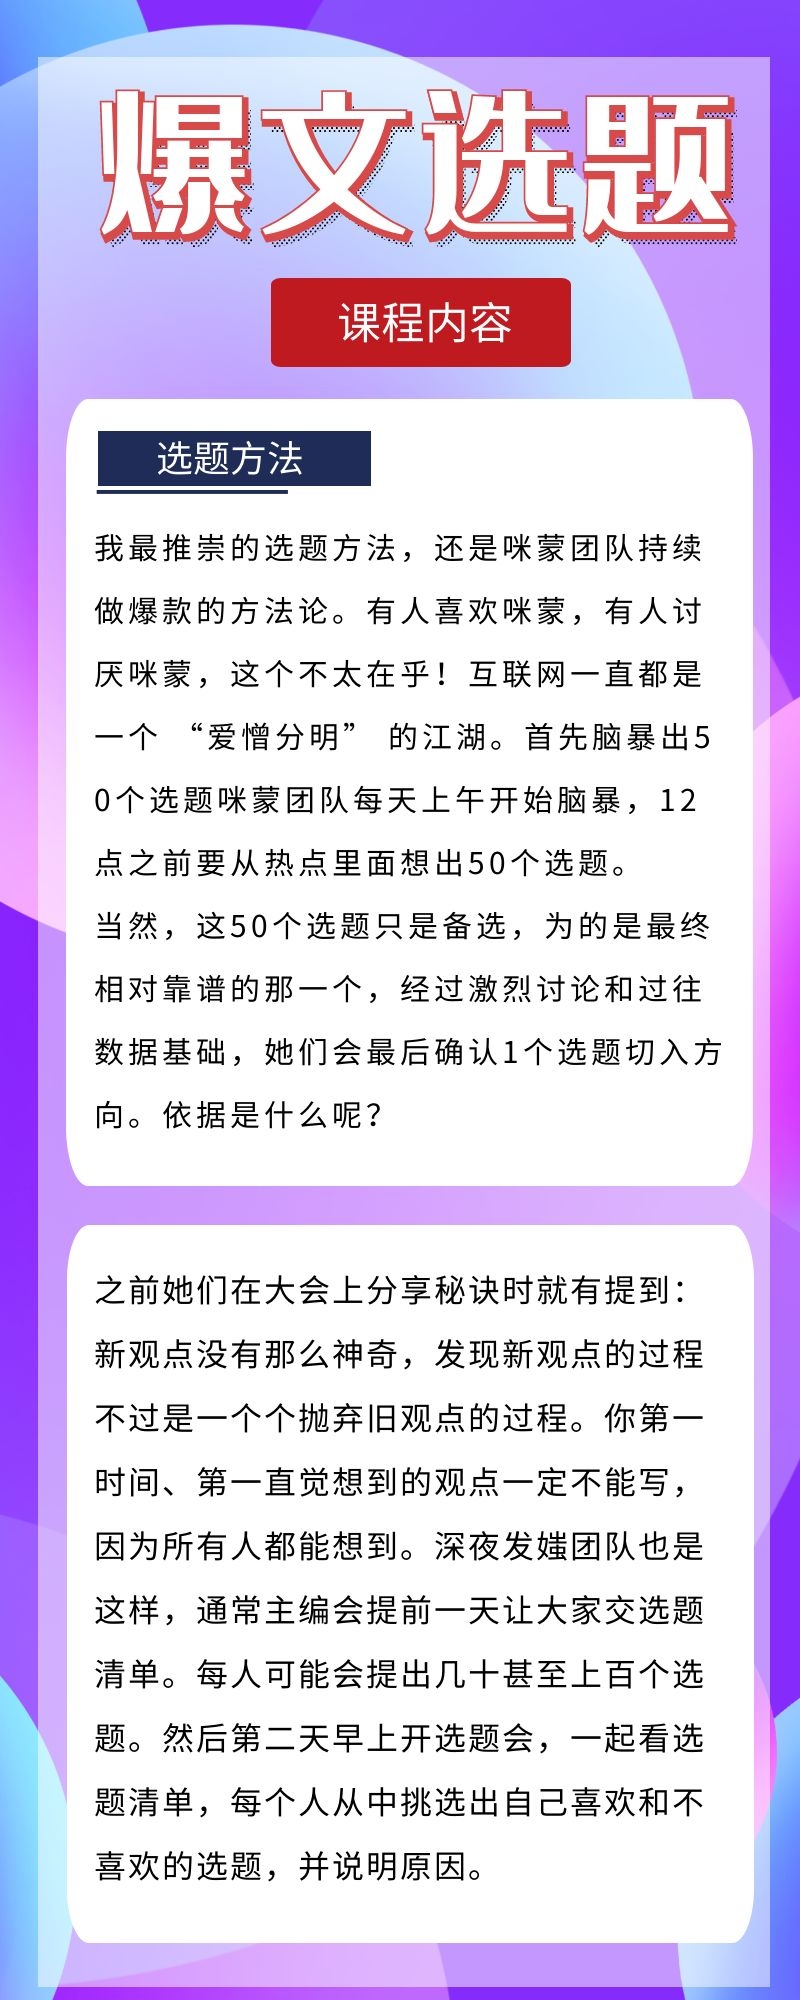 爆文选题
课程内容
选题方法
我最推崇的选题方法，还是咪蒙团队持续
做爆款的方法论。有人喜欢咪蒙，有人讨
厌咪蒙，这个不太在乎！互联网一直都是
一个 “爱憎分明” 的江湖。首先脑暴出5
0个选题咪蒙团队每天上午开始脑暴，12
点之前要从热点里面想出50个选题。
当然，这50个选题只是备选，为的是最终
相对靠谱的那一个，经过激烈讨论和过往
数据基础，她们会最后确认1个选题切入方
向。依据是什么呢？
之前她们在大会上分享秘诀时就有提到：
新观点没有那么神奇，发现新观点的过程
不过是一个个抛弃旧观点的过程。你第一
时间、第一直觉想到的观点一定不能写，
因为所有人都能想到。深夜发媸团队也是
这样，通常主编会提前一天让大家交选题
清单。每人可能会提出几十甚至上百个选
题。然后第二天早上开选题会，一起看选
题清单，每个人从中挑选出自己喜欢和不
喜欢的选题，并说明原因。